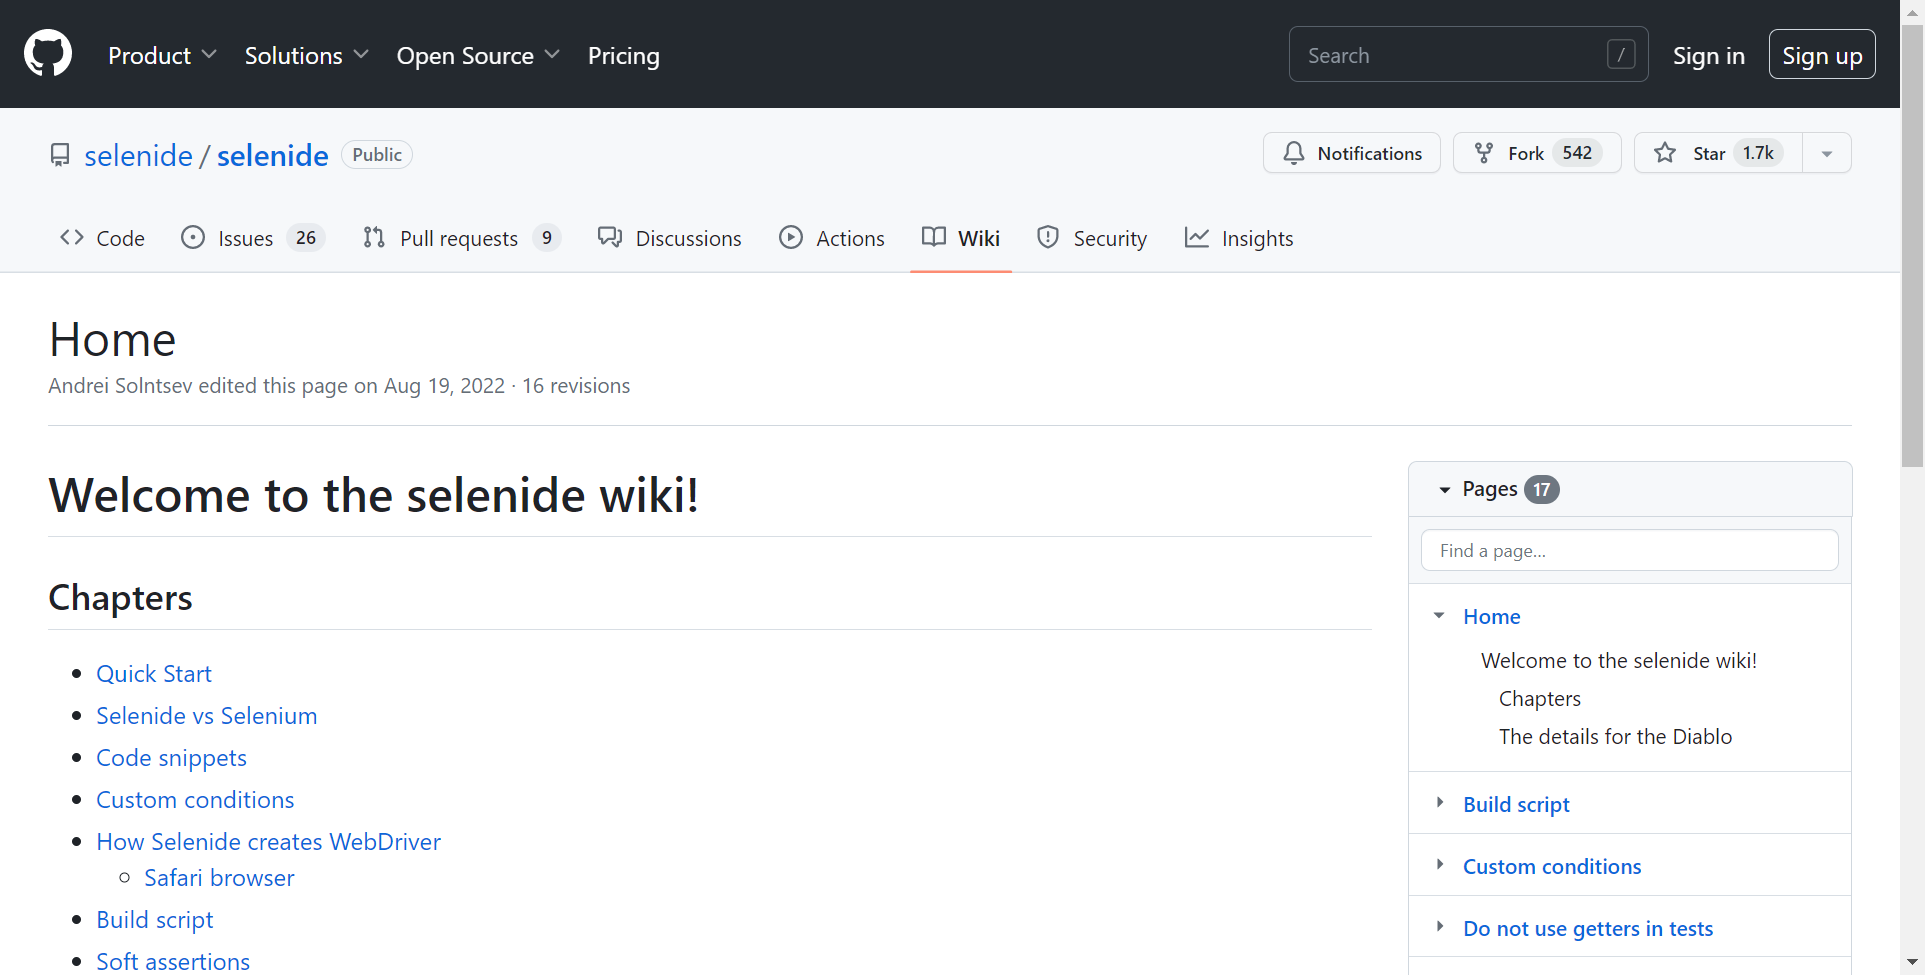 Product Solutions Open Source Pricing Search / Sign in Sign up
selenide / selenide Public Notifications Fork 542 Star 1.7k
Code Issues 26 Pull requests 9 Discussions Actions Wiki Security Insights
Home
Andrei Solntsev edited this page on Aug 19, 2022 · 16 revisions
Welcome to the selenide wiki!
Chapters
Quick Start
Selenide vs Selenium
Code snippets
Custom conditions
How Selenide creates WebDriver
Safari browser
Build script
Soft assertions
Pages 17
Find a page...
Home
Welcome to the selenide wiki!
Chapters
The details for the Diablo
Build script
Custom conditions
Do not use getters in tests